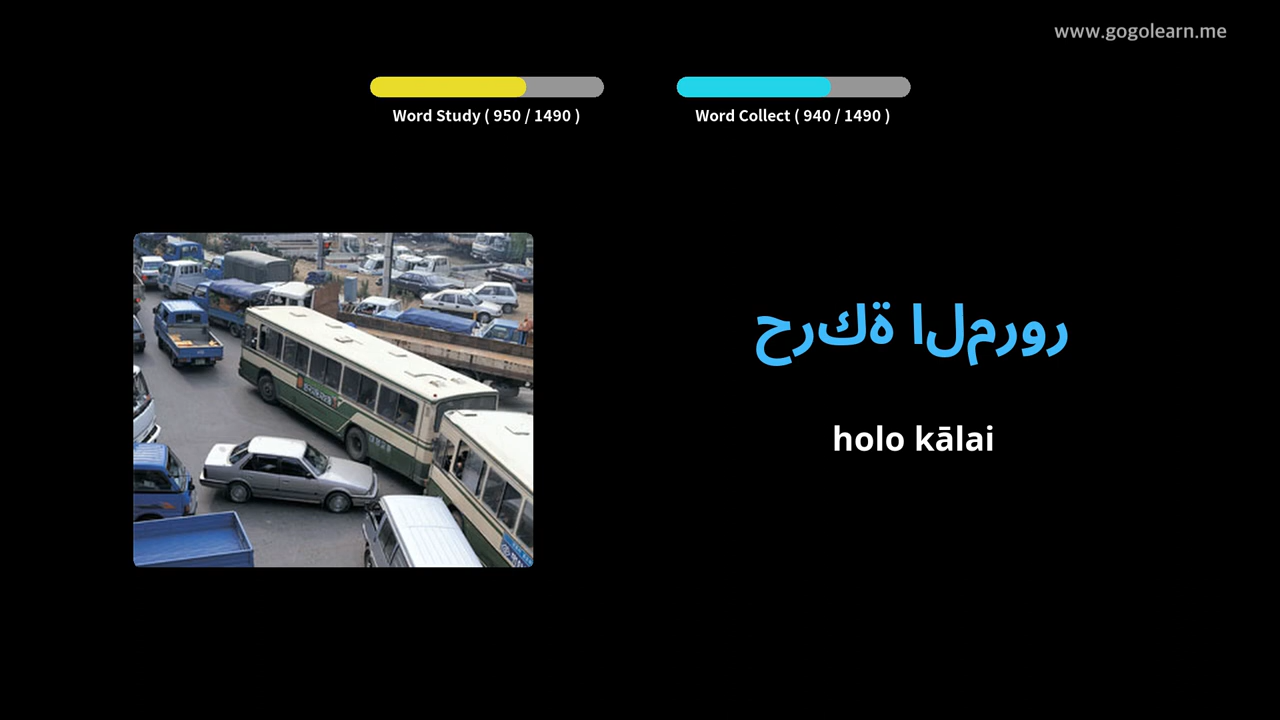 www.gogolearn.me
Word Study ( 950 / 1490 )
Word Collect ( 940 / 1490 )
حركة المرور
holo kālai